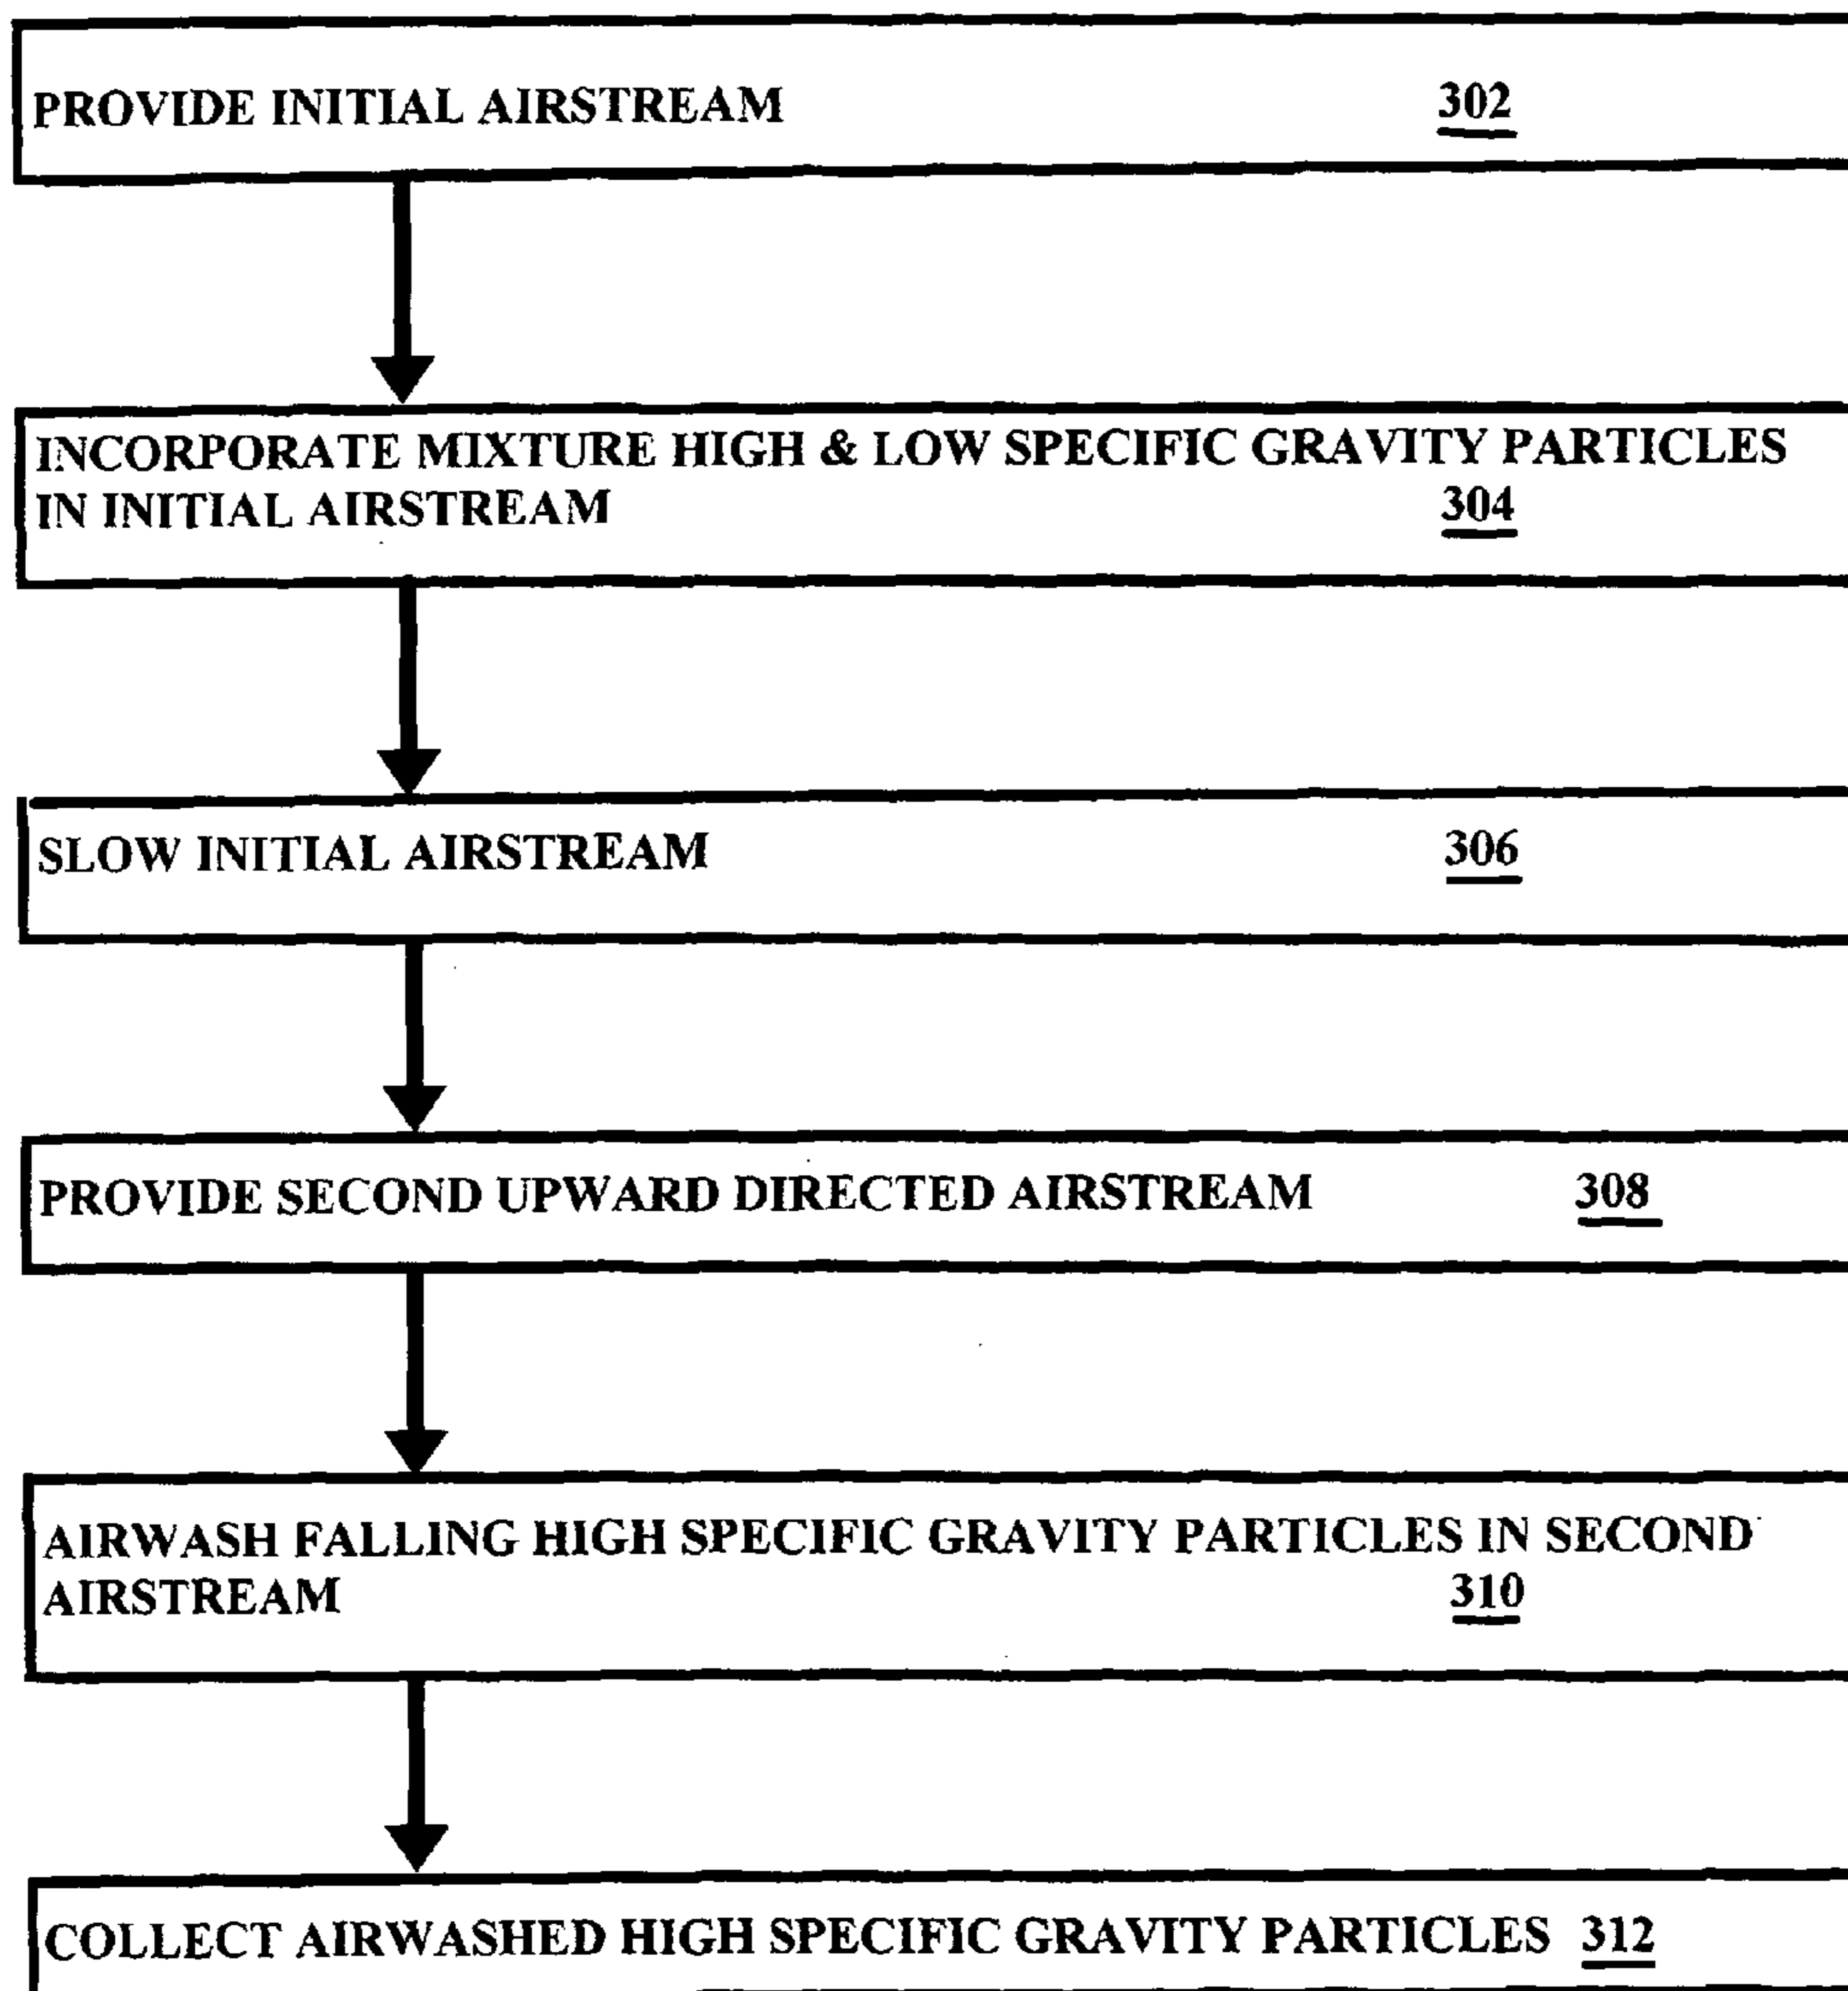 PROVIDE INITIAL AIRSTREAM 302
INCORPORATE MIXTURE HIGH & LOW SPECIFIC GRAVITY PARTICLES
IN INITIAL AIRSTREAM 304
SLOW INITIAL AIRSTREAM 306
PROVIDE SECOND UPWARD DIRECTED AIRSTREAM 308
AIRWASH FALLING HIGH SPECIFIC GRAVITY PARTICLES IN SECOND
AIRSTREAM 310
COLLECT AIRWASHED HIGH SPECIFIC GRAVITY PARTICLES 312